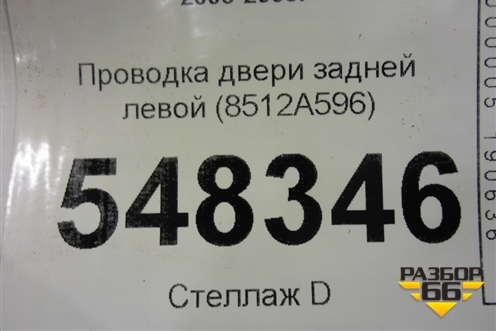 Проводка двери задней
левой (8512A596)
548346
Стеллаж D
РАЗБОР
66